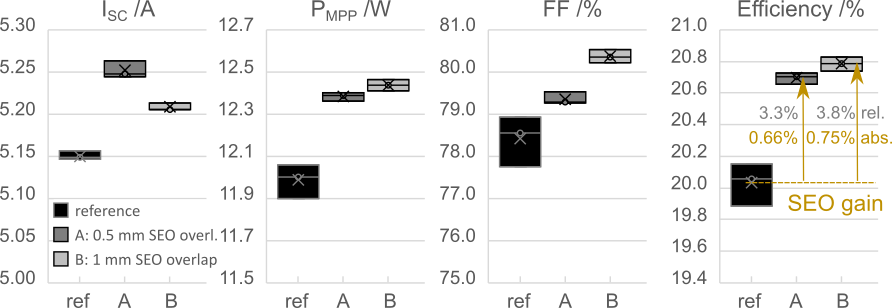 I_SC /A
5.30
5.25
5.20
5.15
5.10
5.05
5.00
reference
A: 0.5 mm SEO overl.
B: 1 mm SEO overlap
ref A B
P_MPP /W
12.7
12.5
12.3
12.1
11.9
11.7
11.5
ref A B
FF /%
81.0
80.0
79.0
78.0
77.0
76.0
75.0
ref A B
Efficiency /%
21.0
20.8
20.6
20.4
20.2
20.0
19.8
19.6
19.4
3.3% 3.8% rel.
0.66% 0.75% abs.
SEO gain
ref A B